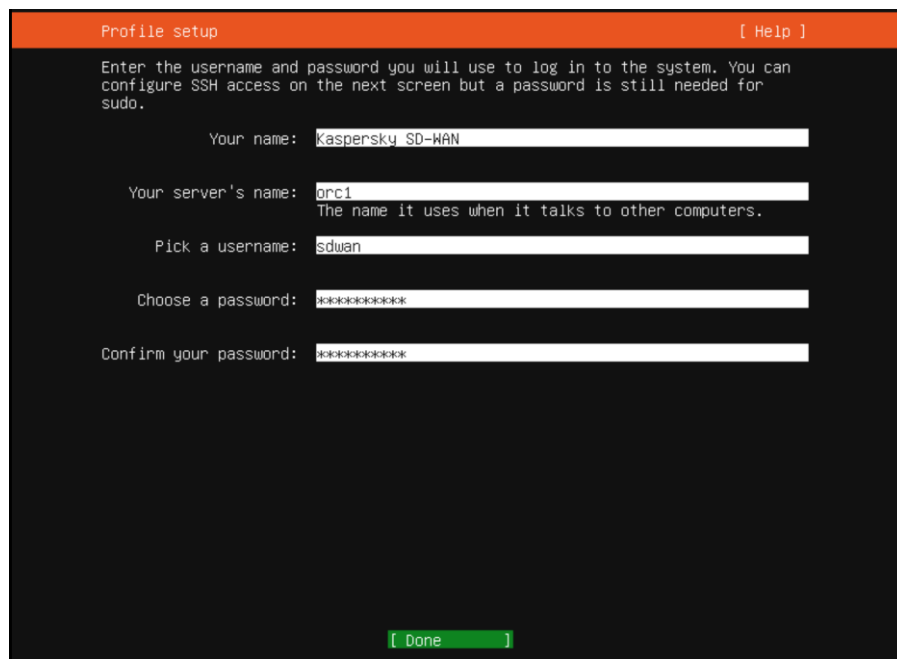 Profile setup [ Help ]
Enter the username and password you will use to log in to the system. You can
configure SSH access on the next screen but a password is still needed for
sudo.
Your name: Kaspersky SD-WAN
Your server's name: orc1
The name it uses when it talks to other computers.
Pick a username: sdwan
Choose a password: **********
Confirm your password: **********
[ Done ]